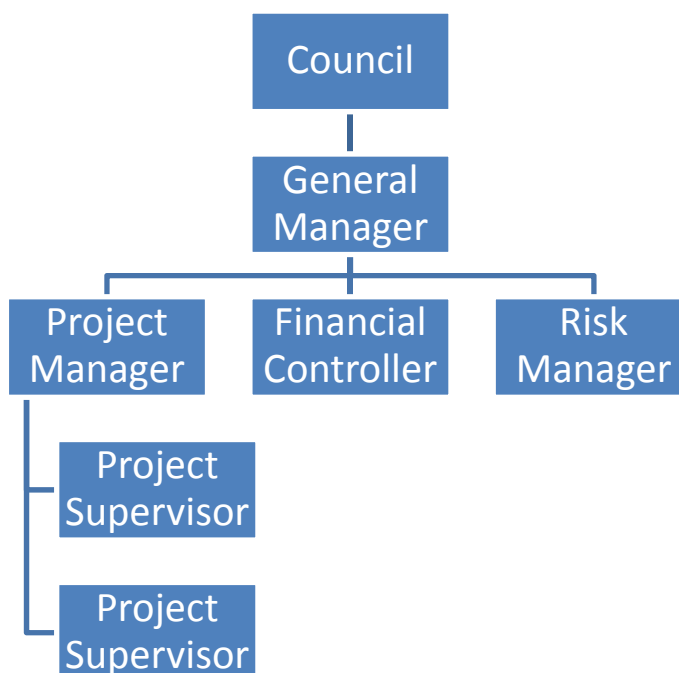 Council
General
Manager
Project
Manager
Financial
Controller
Risk
Manager
Project
Supervisor
Project
Supervisor